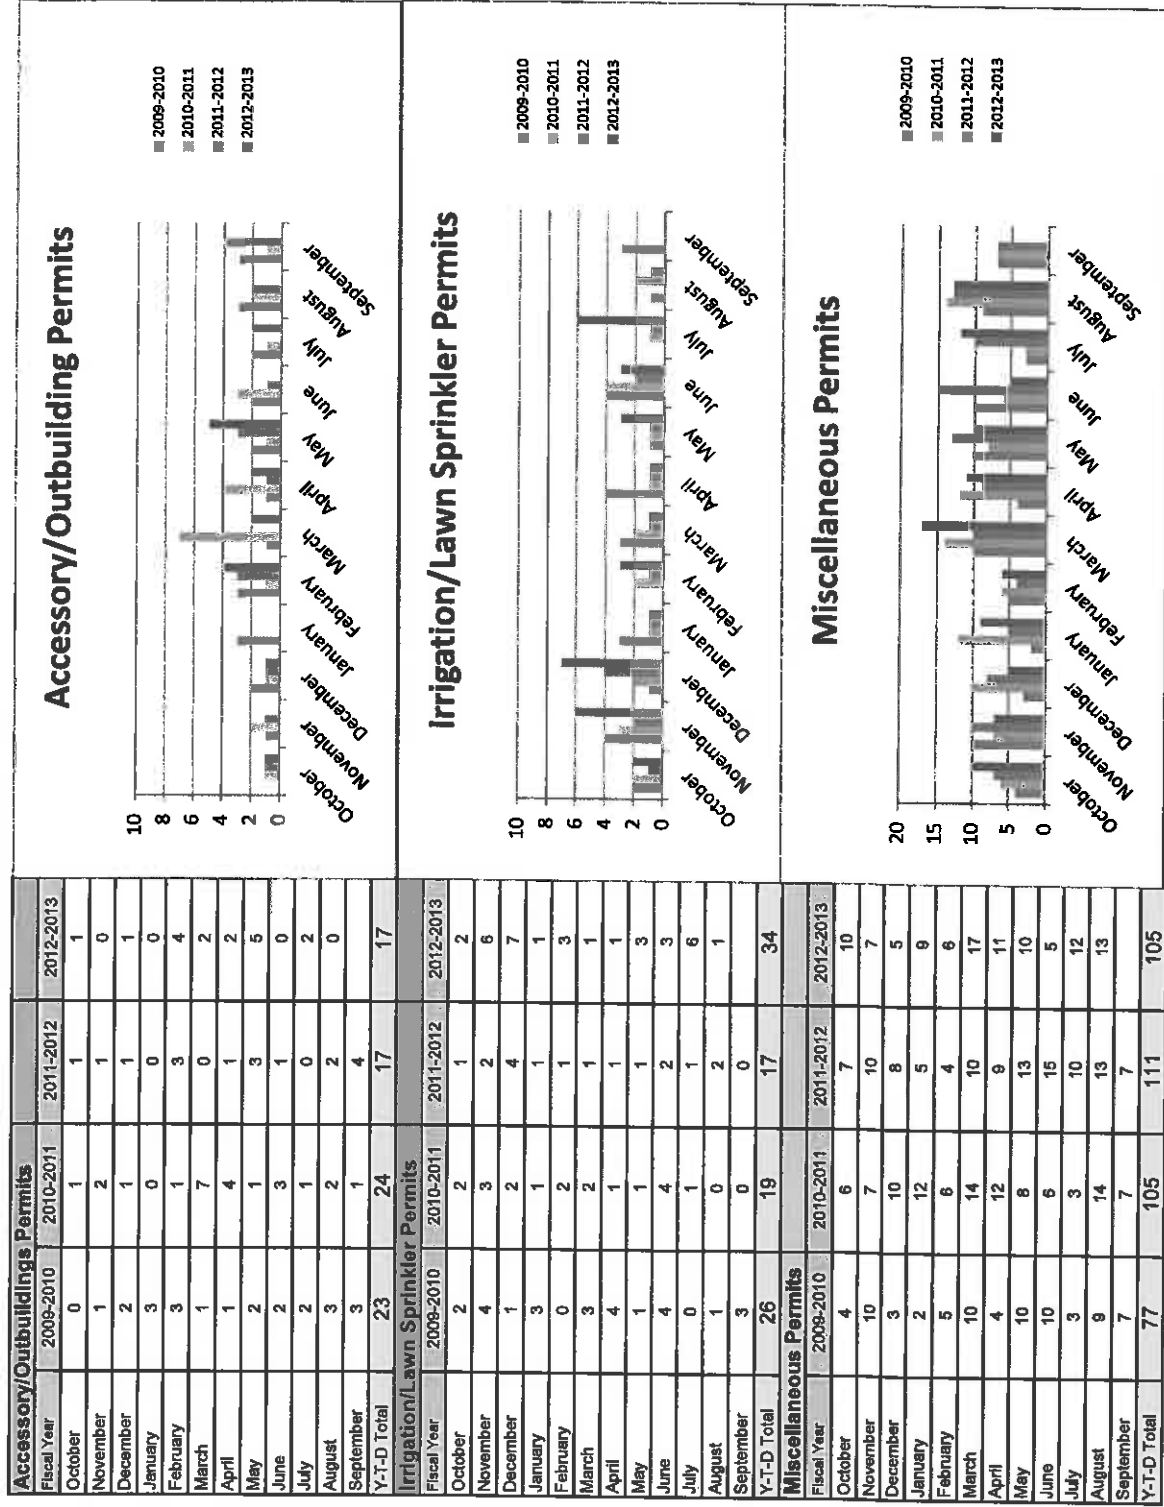 Accessory/Outbuildings Permits
Fiscal Year 2009-2010 2010-2011 2011-2012 2012-2013
October 0 1 1 1
November 1 2 1 0
December 2 1 1 1
January 3 0 0 0
February 3 1 3 4
March 1 7 0 2
April 1 4 1 2
May 2 1 3 5
June 2 3 1 0
July 2 1 0 2
August 3 2 2 0
September 3 1 4
Y-T-D Total 23 24 17 17
Accessory/Outbuilding Permits
10
8
6
4
2
0
October
November
December
January
February
March
April
May
June
July
August
September
2009-2010
2010-2011
2011-2012
2012-2013
Irrigation/Lawn Sprinkler Permits
Fiscal Year 2009-2010 2010-2011 2011-2012 2012-2013
October 2 2 1 2
November 4 3 2 6
December 1 2 4 7
January 3 1 1 1
February 0 2 1 3
March 3 2 1 1
April 4 1 1 1
May 1 1 1 3
June 4 4 2 3
July 0 1 1 6
August 1 0 2 1
September 3 0 0
Y-T-D Total 26 19 17 34
Irrigation/Lawn Sprinkler Permits
10
8
6
4
2
0
October
November
December
January
February
March
April
May
June
July
August
September
2009-2010
2010-2011
2011-2012
2012-2013
Miscellaneous Permits
Fiscal Year 2009-2010 2010-2011 2011-2012 2012-2013
October 4 6 7 10
November 10 7 10 7
December 3 10 8 5
January 2 12 5 9
February 5 6 4 6
March 10 14 10 17
April 4 12 9 11
May 10 8 13 10
June 10 6 15 5
July 3 3 10 12
August 9 14 13 13
September 7 7 7
Y-T-D Total 77 105 111 105
Miscellaneous Permits
20
15
10
5
0
October
November
December
January
February
March
April
May
June
July
August
September
2009-2010
2010-2011
2011-2012
2012-2013